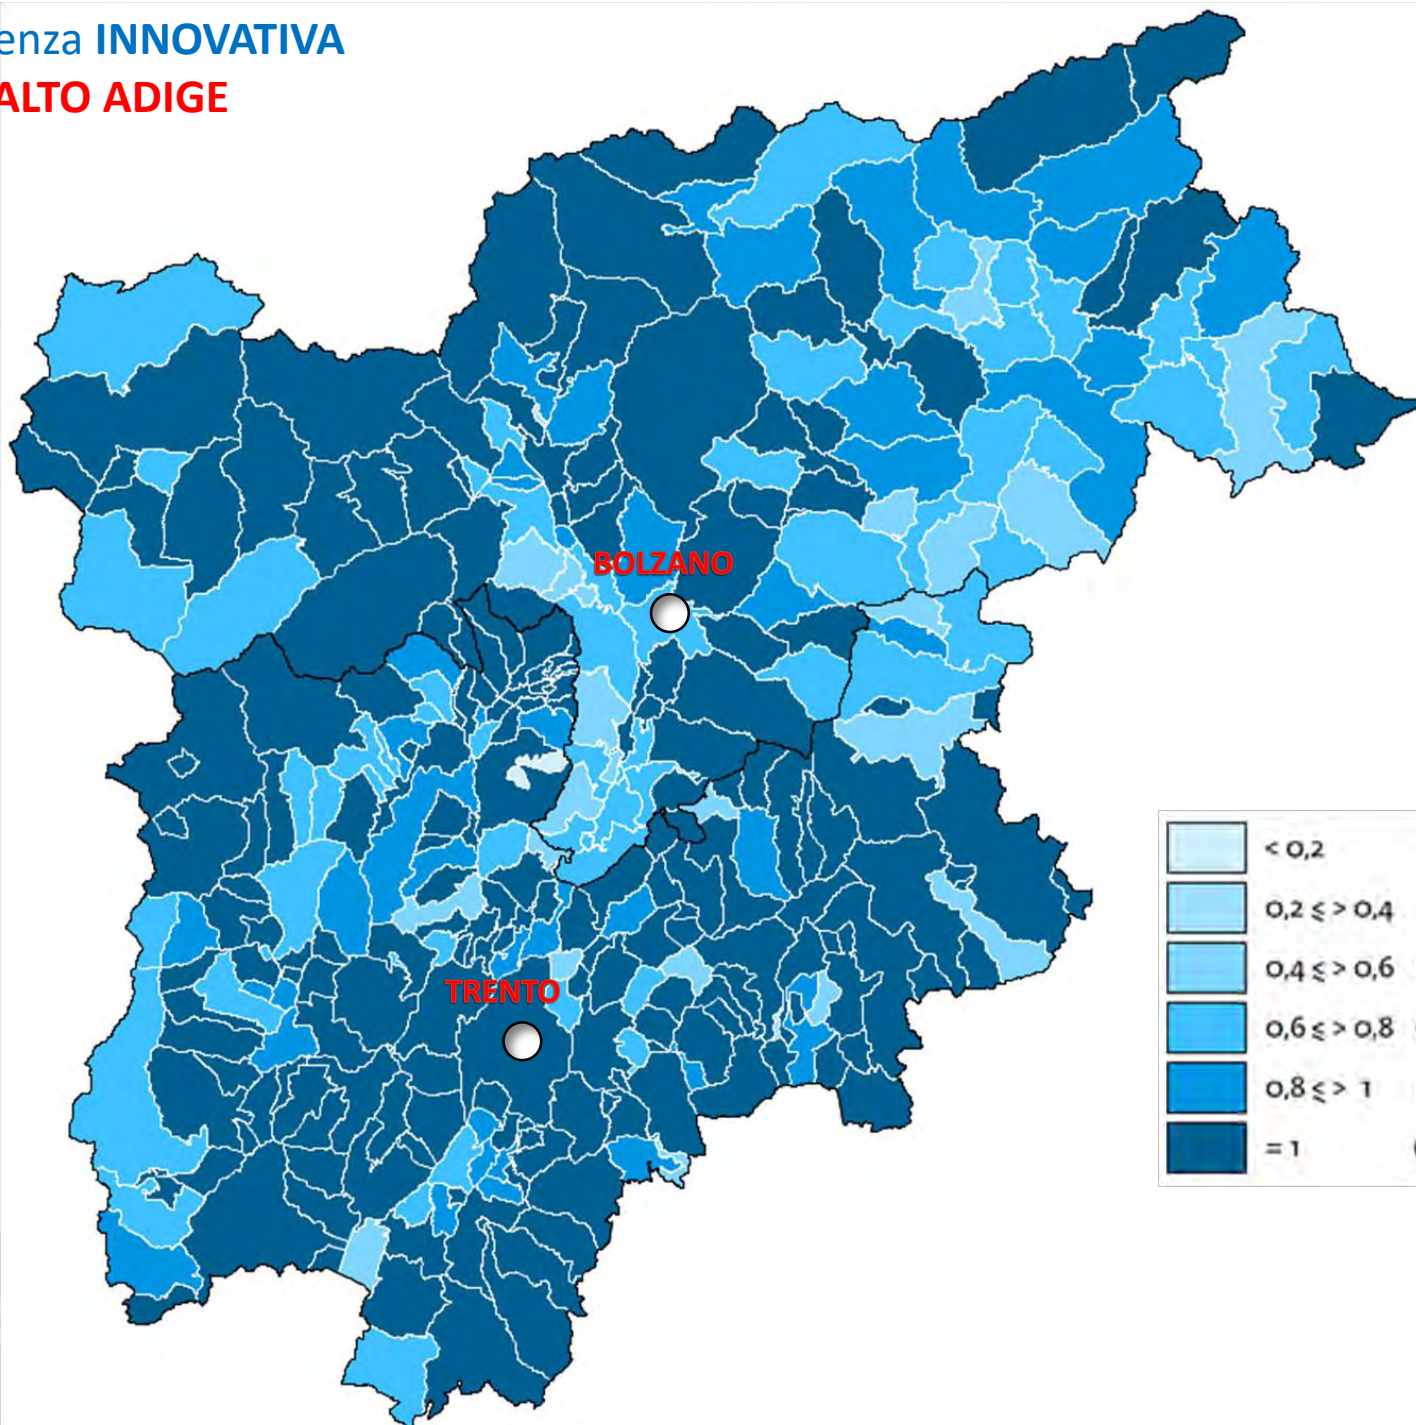 enza INNOVATIVA
ALTO ADIGE
BOLZANO
TRENTO
< 0,2
0,2 ≤ > 0,4
0,4 ≤ > 0,6
0,6 ≤ > 0,8
0,8 ≤ > 1
= 1